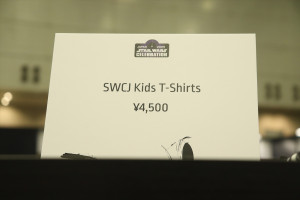 STAR WARS
CELEBRATION
SWCJ Kids T-Shirts
¥4,500